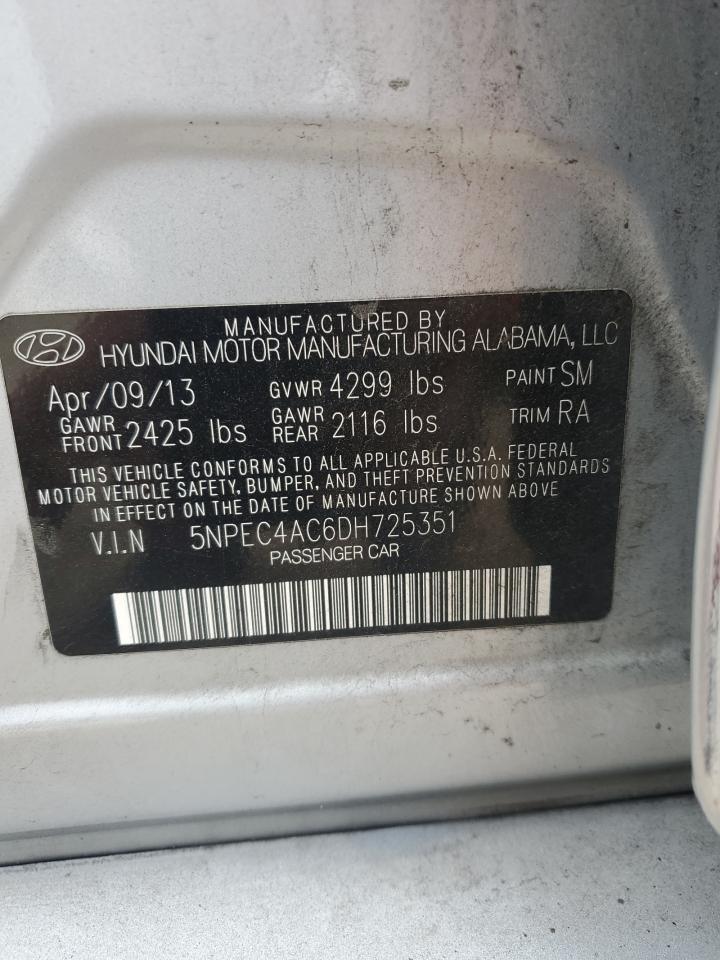 MANUFACTURED BY
HYUNDAI MOTOR MANUFACTURING ALABAMA, LLC
Apr/09/13 GVWR 4299 lbs PAINT SM
GAWR FRONT 2425 lbs GAWR REAR 2116 lbs TRIM RA
THIS VEHICLE CONFORMS TO ALL APPLICABLE U.S.A. FEDERAL
MOTOR VEHICLE SAFETY, BUMPER, AND THEFT PREVENTION STANDARDS
IN EFFECT ON THE DATE OF MANUFACTURE SHOWN ABOVE
V.I.N 5NPEC4AC6DH725351
PASSENGER CAR